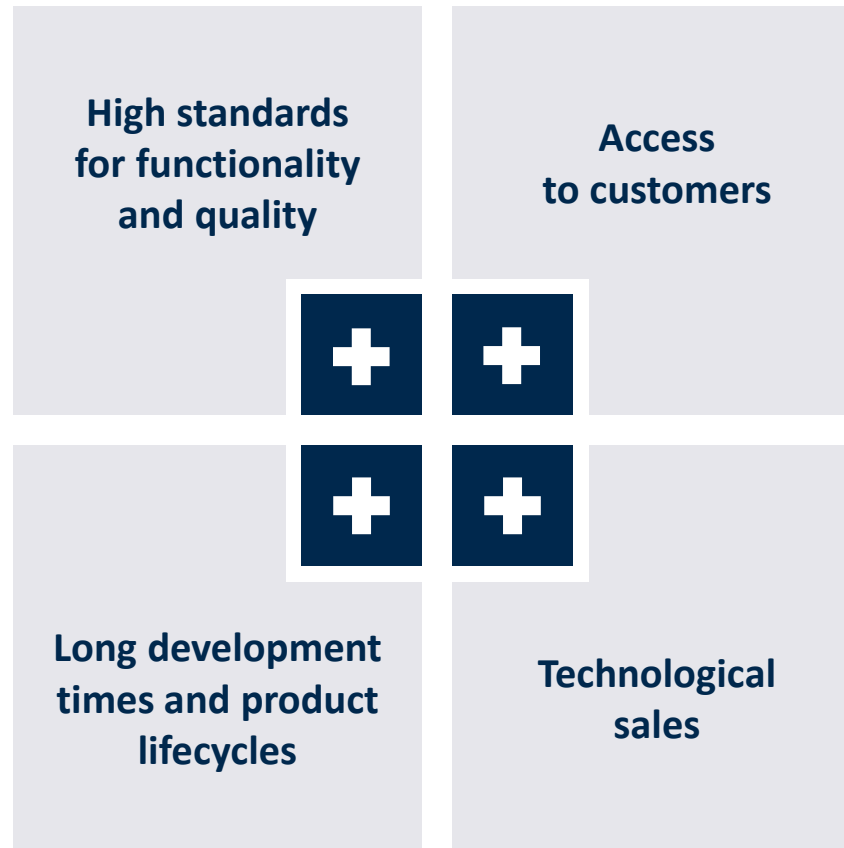 High standards
for functionality
and quality
Access
to customers
Long development
times and product
lifecycles
Technological
sales